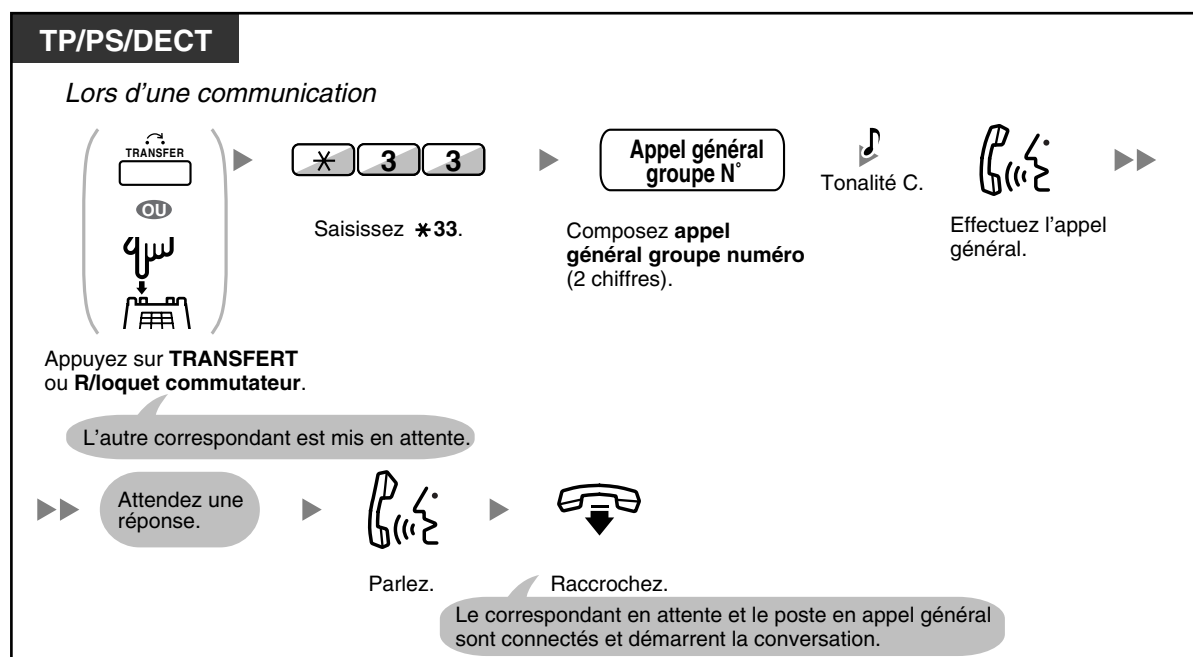 TP/PS/DECT
Lors d'une communication
TRANSFER
OU
Appuyez sur TRANSFERT
ou R/loquet commutateur.
L'autre correspondant est mis en attente.
* 3 3
Saisissez *33.
Appel général
groupe N°
Composez appel
général groupe numéro
(2 chiffres).
Tonalité C.
Effectuez l'appel
général.
Attendez une
réponse.
Parlez.
Raccrochez.
Le correspondant en attente et le poste en appel général
sont connectés et démarrent la conversation.